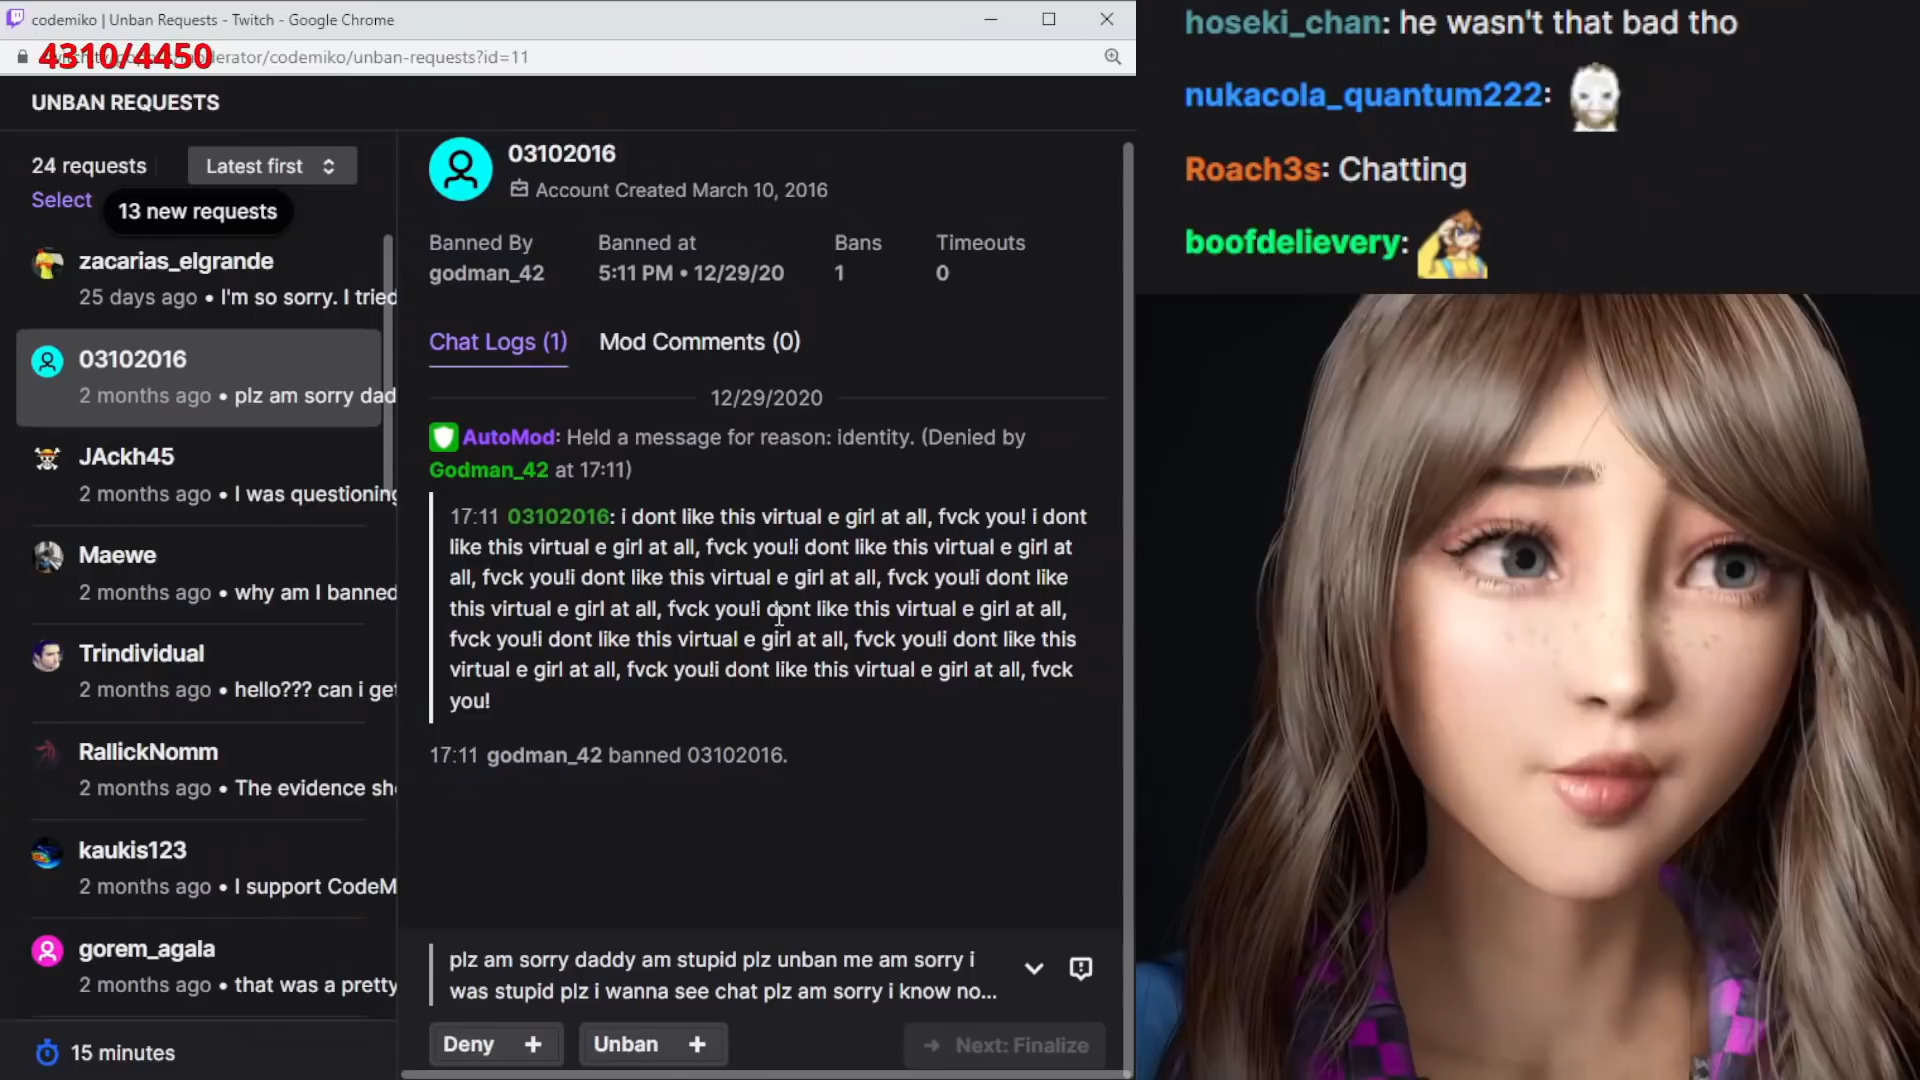 codemiko | Unban Requests - Twitch - Google Chrome
4310/4450
oderator/codemiko/unban-requests?id=11
UNBAN REQUESTS
24 requests
Latest first
Select
13 new requests
zacarias_elgrande
25 days ago • I'm so sorry. I tried
03102016
2 months ago • plz am sorry dad
JAckh45
2 months ago • I was questioning
Maewe
2 months ago • why am I banned
Trindividual
2 months ago • hello??? can i get
RallickNomm
2 months ago • The evidence sh
kaukis123
2 months ago • I support CodeM
gorem_agala
2 months ago • that was a pretty
15 minutes
03102016
Account Created March 10, 2016
Banned By
godman_42
Banned at
5:11 PM • 12/29/20
Bans
1
Timeouts
0
Chat Logs (1)
Mod Comments (0)
12/29/2020
AutoMod: Held a message for reason: identity. (Denied by
Godman_42 at 17:11)
17:11 03102016: i dont like this virtual e girl at all, fvck you! i dont
like this virtual e girl at all, fvck you!i dont like this virtual e girl at
all, fvck you!i dont like this virtual e girl at all, fvck you!i dont like
this virtual e girl at all, fvck you!i dont like this virtual e girl at all,
fvck you!i dont like this virtual e girl at all, fvck you!i dont like this
virtual e girl at all, fvck you!i dont like this virtual e girl at all, fvck
you!
17:11 godman_42 banned 03102016.
plz am sorry daddy am stupid plz unban me am sorry i
was stupid plz i wanna see chat plz am sorry i know no...
Deny +
Unban +
Next: Finalize
hoseki_chan: he wasn't that bad tho
nukacola_quantum222:
Roach3s: Chatting
boofdelievery: